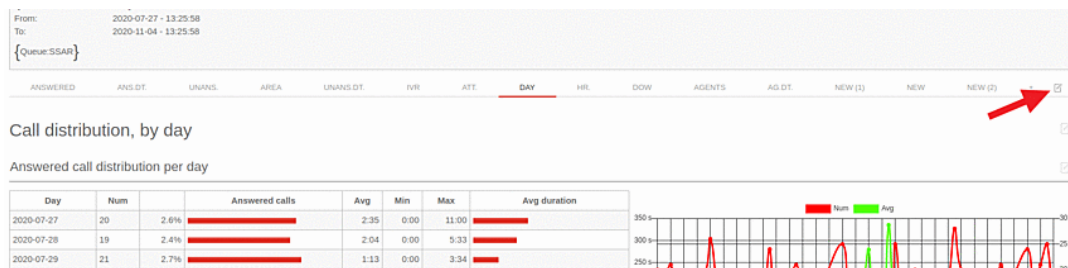 From: 2020-07-27 - 13:25:58
To: 2020-11-04 - 13:25:58
{Queue:SSAR}
ANSWERED ANS.DT. UNANS. AREA UNANS.DT. IVR ATT. DAY HR. DOW AGENTS AG.DT. NEW (1) NEW NEW (2)
Call distribution, by day
Answered call distribution per day
Day Num Answered calls Avg Min Max Avg duration
2020-07-27 20 2.6% 2:35 0:00 11:00
2020-07-28 19 2.4% 2:04 0:00 5:33
2020-07-29 21 2.7% 1:13 0:00 3:34
Num Avg
350 s
300 s
250 s